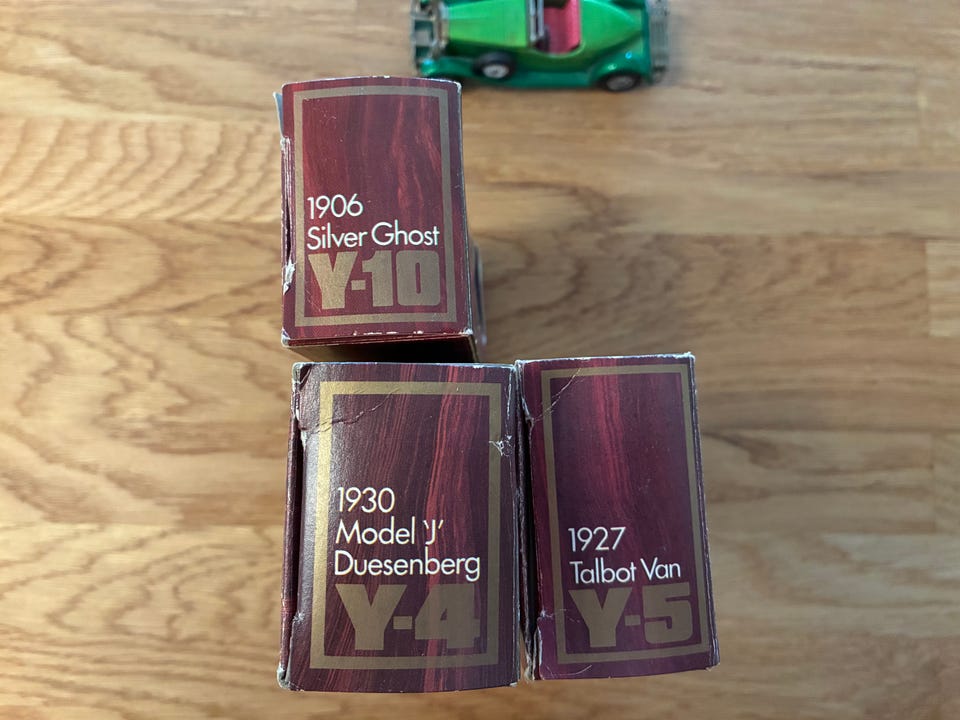 1906
Silver Ghost
Y-10
1930
Model 'J'
Duesenberg
Y-4
1927
Talbot Van
Y-5